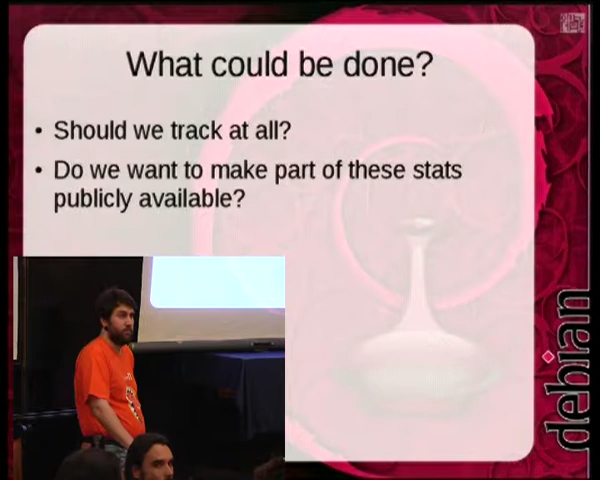 What could be done?
• Should we track at all?
• Do we want to make part of these stats
publicly available?
debian